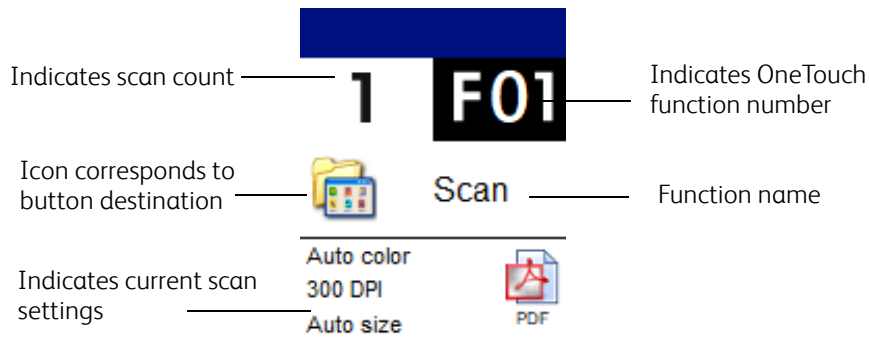 Indicates scan count
1
F01
Indicates OneTouch
function number
Icon corresponds to
button destination
Scan
Function name
Indicates current scan
settings
Auto color
300 DPI
Auto size
PDF